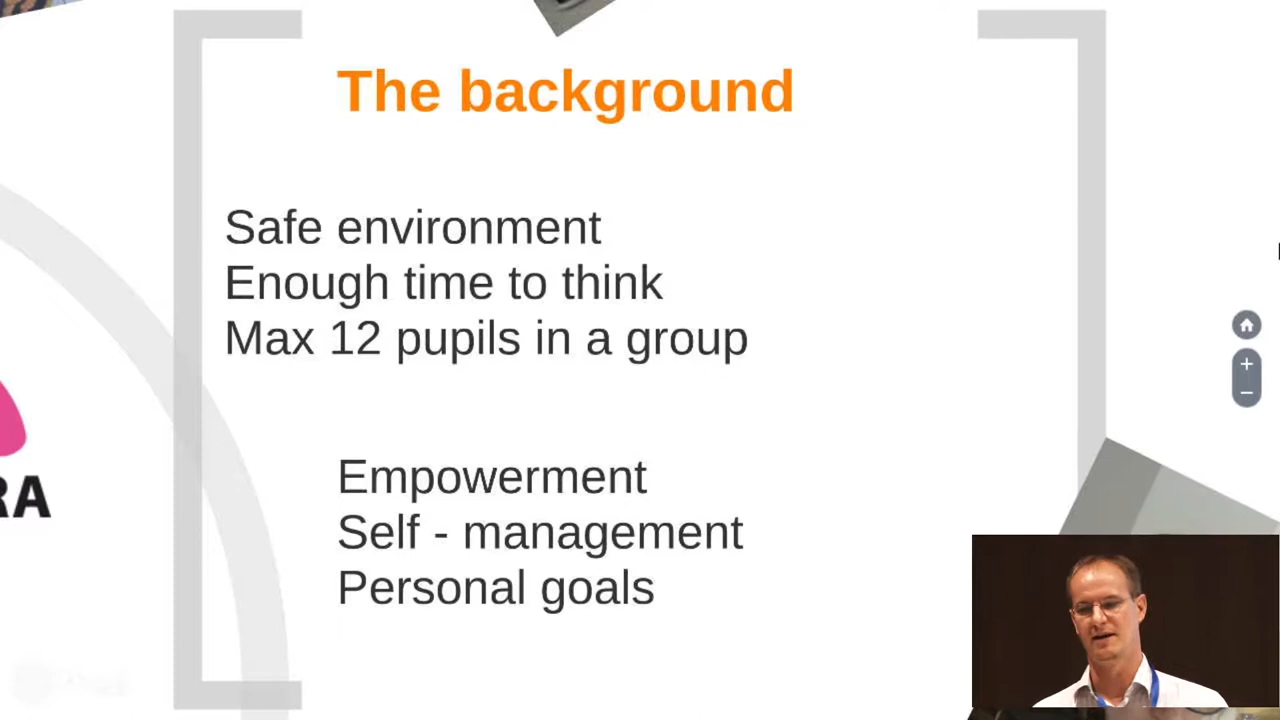 The background
Safe environment
Enough time to think
Max 12 pupils in a group
RA
Empowerment
Self - management
Personal goals